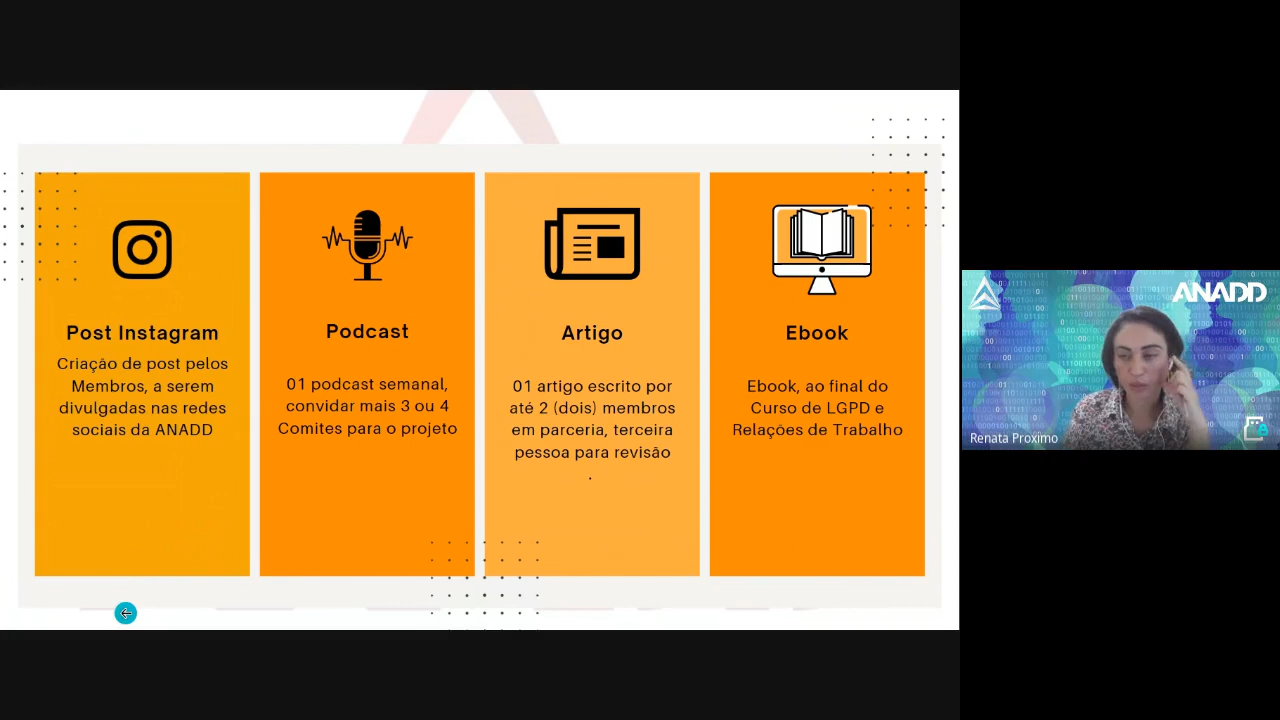 Post Instagram
Criação de post pelos
Membros, a serem
divulgadas nas redes
sociais da ANADD
Podcast
01 podcast semanal,
convidar mais 3 ou 4
Comites para o projeto
Artigo
01 artigo escrito por
até 2 (dois) membros
em parceria, terceira
pessoa para revisão
.
Ebook
Ebook, ao final do
Curso de LGPD e
Relações de Trabalho
ANADD
Renata Proximo